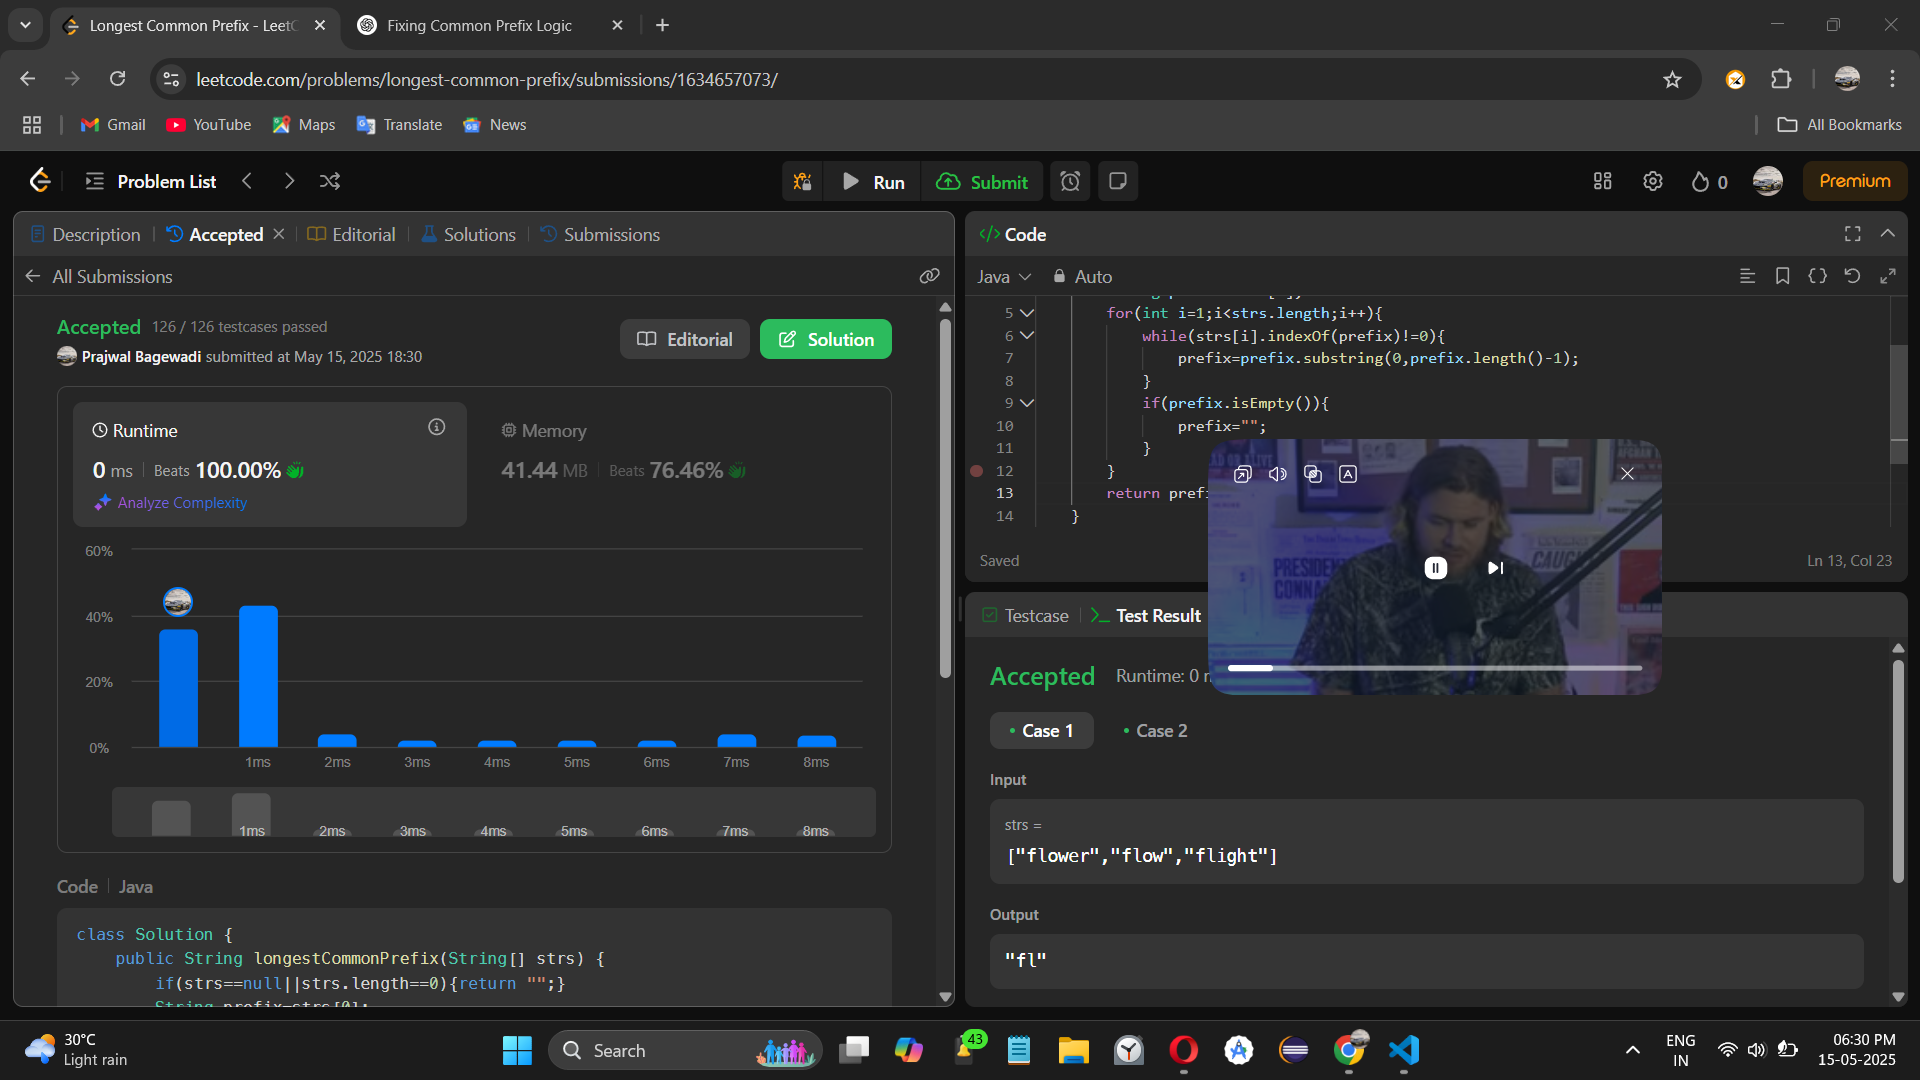 Longest Common Prefix - LeetC
Fixing Common Prefix Logic
leetcode.com/problems/longest-common-prefix/submissions/1634657073/
Gmail
YouTube
Maps
Translate
News
All Bookmarks
Problem List
Run
Submit
0
Premium
Description
Accepted
Editorial
Solutions
Submissions
All Submissions
Accepted 126 / 126 testcases passed
Prajwal Bagewadi submitted at May 15, 2025 18:30
Editorial
Solution
Runtime
0 ms Beats 100.00%
Analyze Complexity
Memory
41.44 MB Beats 76.46%
60%
40%
20%
0%
1ms 2ms 3ms 4ms 5ms 6ms 7ms 8ms
1ms 2ms 3ms 4ms 5ms 6ms 7ms 8ms
Code Java
class Solution {
public String longestCommonPrefix(String[] strs) {
if(strs==null||strs.length==0){return "";}
String prefix=strs[0];
</> Code
Java
Auto
5 for(int i=1;i<strs.length;i++){
6 while(strs[i].indexOf(prefix)!=0){
7 prefix=prefix.substring(0,prefix.length()-1);
8 }
9 if(prefix.isEmpty()){
10 prefix="";
11 }
12 }
13 return prefi
14 }
Saved
Ln 13, Col 23
Testcase
Test Result
Accepted Runtime: 0
Case 1
Case 2
Input
strs =
["flower","flow","flight"]
Output
"fl"
PRESIDEN
CONNA
CAUG
30°C
Light rain
Search
43
ENG
IN
06:30 PM
15-05-2025